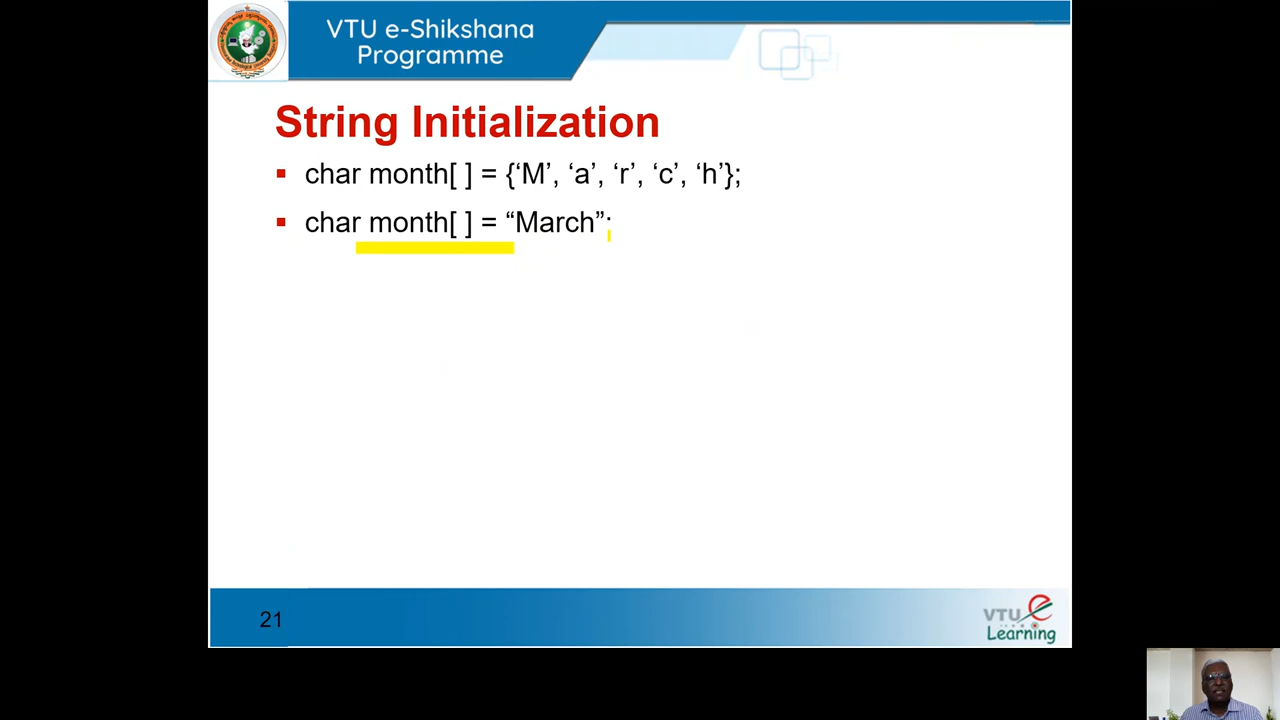 VTU e-Shikshana
Programme
String Initialization
▪ char month[ ] = {‘M’, ‘a’, ‘r’, ‘c’, ‘h’};
▪ char month[ ] = “March”;
21
VTU e
Learning